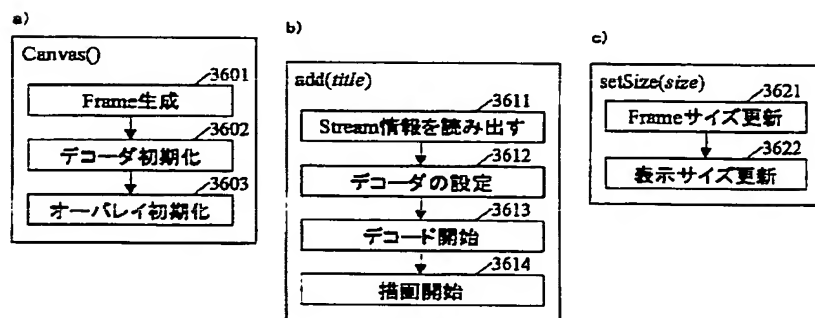 a)
Canvas()
3601
Frame生成
3602
デコーダ初期化
3603
オーバレイ初期化
b)
add(title)
3611
Stream情報を読み出す
3612
デコーダの設定
3613
デコード開始
3614
描画開始
c)
setSize(size)
3621
Frameサイズ更新
3622
表示サイズ更新